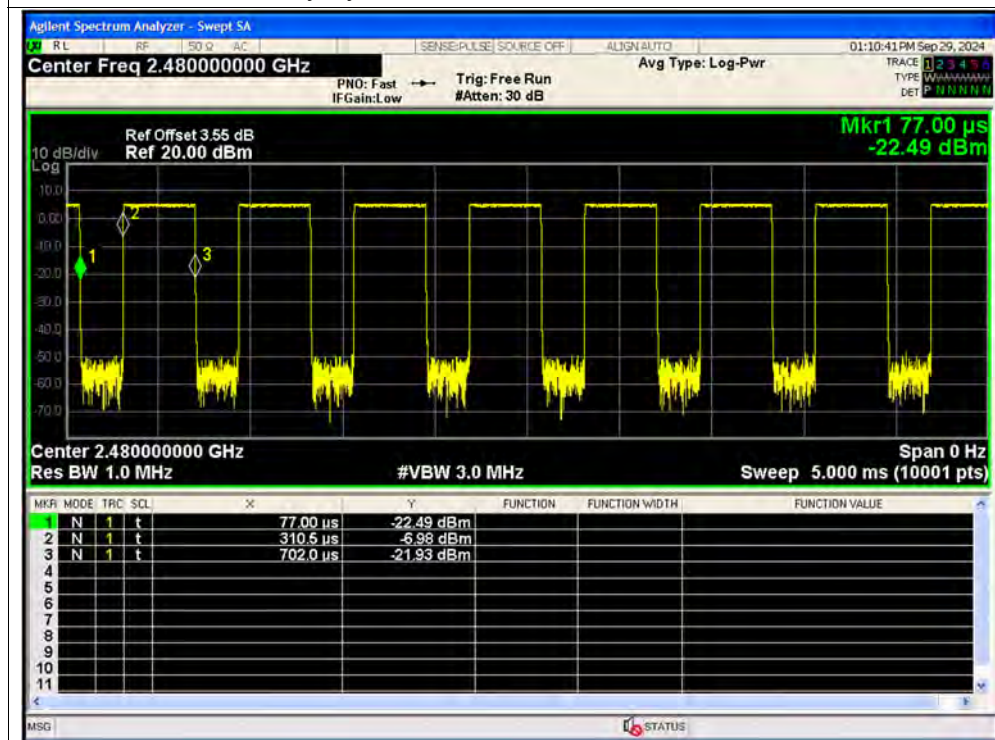 Agilent Spectrum Analyzer - Swept SA
RL RF 50 Ω AC SENSE:PULSE SOURCE OFF ALIGN AUTO 01:10:41 PM Sep 29, 2024
Center Freq 2.480000000 GHz
PNO: Fast
IFGain:Low
Trig: Free Run
#Atten: 30 dB
Avg Type: Log-Pwr
TRACE 1 2 3 4 5 6
TYPE
DET P N N N N N
Mkr1 77.00 µs
-22.49 dBm
Ref Offset 3.55 dB
10 dB/div Ref 20.00 dBm
Log
10.0
0.00
-10.0
-20.0
-30.0
-40.0
-50.0
-60.0
-70.0
1
2
3
Center 2.480000000 GHz Span 0 Hz
Res BW 1.0 MHz #VBW 3.0 MHz Sweep 5.000 ms (10001 pts)
MKR MODE TRC SCL X Y FUNCTION FUNCTION WIDTH FUNCTION VALUE
1 N 1 t 77.00 µs -22.49 dBm
2 N 1 t 310.5 µs -6.98 dBm
3 N 1 t 702.0 µs -21.93 dBm
4
5
6
7
8
9
10
11
MSG STATUS